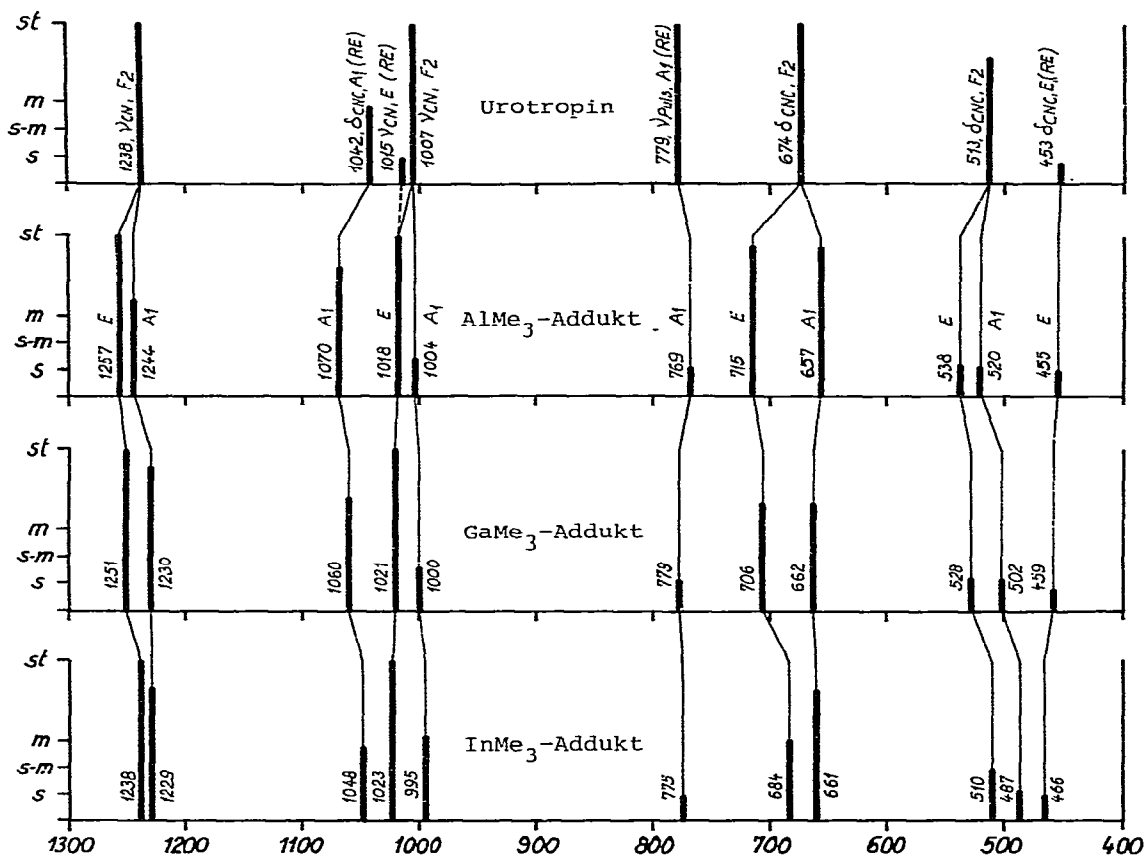 st
m
s-m
s
1238, νCN, F2
1042, δCNC, A1 (RE)
1015 νCN, E (RE)
1007 νCN, F2
Urotropin
779, νPuls, A1 (RE)
674 δCNC, F2
513, δCNC, F2
453 δCNC, E, (RE)
st
m
s-m
s
1257 E
1244 A1
1070 A1
1018 E
1004 A1
AlMe3-Addukt
769 A1
715 E
657 A1
538 E
520 A1
455 E
st
m
s-m
s
1251
1230
1060
1021
1000
GaMe3-Addukt
779
706
662
528
502
459
st
m
s-m
s
1238
1229
1048
1023
995
InMe3-Addukt
775
684
661
510
487
466
1300 1200 1100 1000 900 800 700 600 500 400